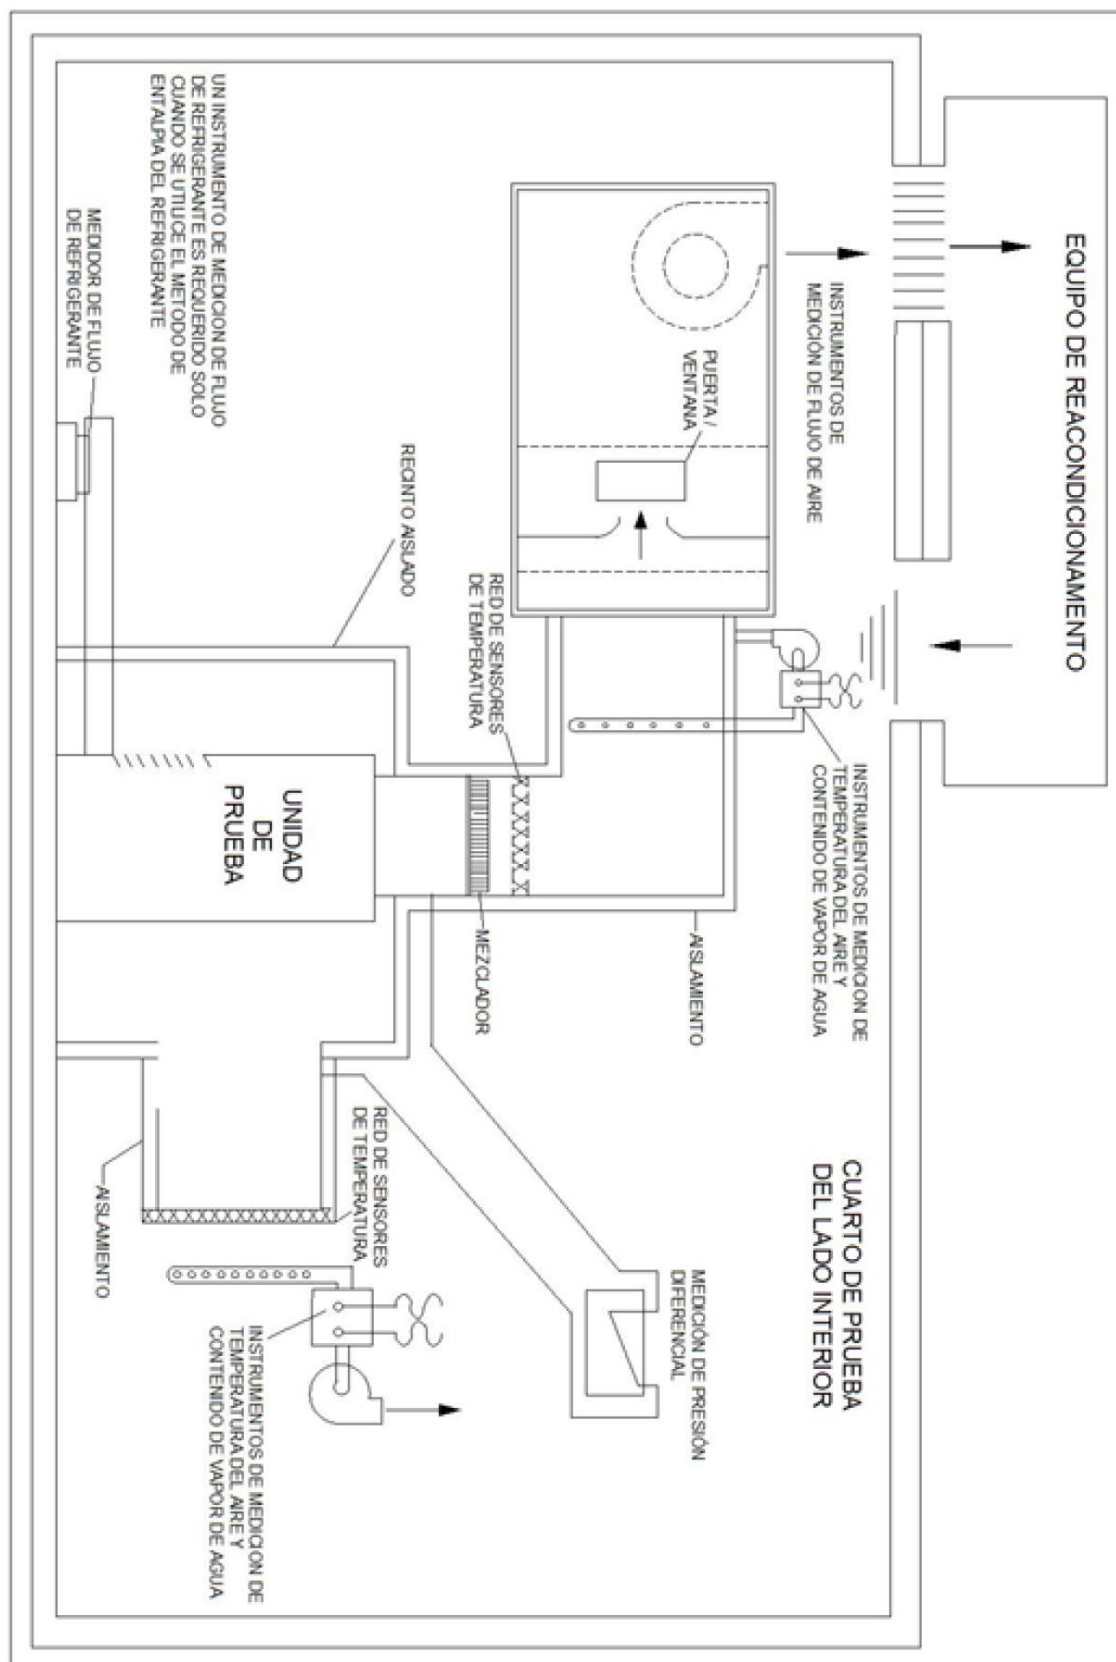 EQUIPO DE REACONDICIONAMIENTO
CUARTO DE PRUEBA
DEL LADO INTERIOR
INSTRUMENTOS DE
MEDICIÓN DE FLUJO DE AIRE
INSTRUMENTOS DE MEDICION DE
TEMPERATURA DEL AIRE Y
CONTENIDO DE VAPOR DE AGUA
PUERTA /
VENTANA
AISLAMIENTO
MEDICIÓN DE PRESIÓN
DIFERENCIAL
RED DE SENSORES
DE TEMPERATURA
MEZCLADOR
RECINTO AISLADO
RED DE SENSORES
DE TEMPERATURA
UNIDAD
DE
PRUEBA
INSTRUMENTOS DE MEDICION DE
TEMPERATURA DEL AIRE Y
CONTENIDO DE VAPOR DE AGUA
UN INSTRUMENTO DE MEDICION DE FLUJO
DE REFRIGERANTE ES REQUERIDO SOLO
CUANDO SE UTILICE EL METODO DE
ENTALPIA DEL REFRIGERANTE
MEDIDOR DE FLUJO
DE REFRIGERANTE
AISLAMIENTO